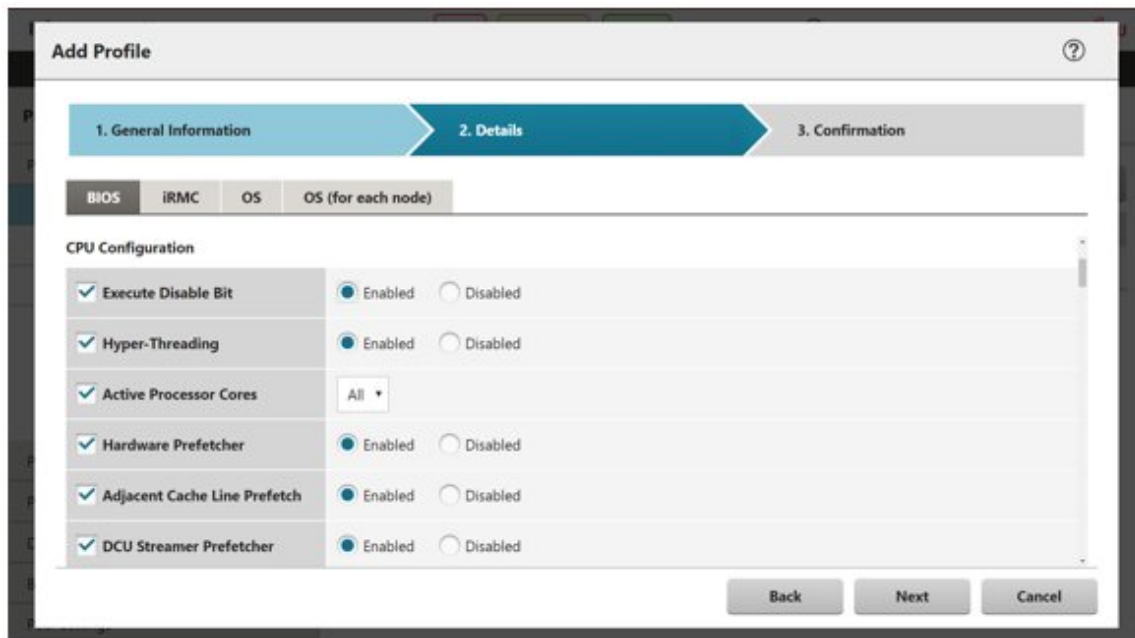 Add Profile
1. General Information 2. Details 3. Confirmation
BIOS iRMC OS OS (for each node)
CPU Configuration
Execute Disable Bit Enabled Disabled
Hyper-Threading Enabled Disabled
Active Processor Cores All
Hardware Prefetcher Enabled Disabled
Adjacent Cache Line Prefetch Enabled Disabled
DCU Streamer Prefetcher Enabled Disabled
Back Next Cancel